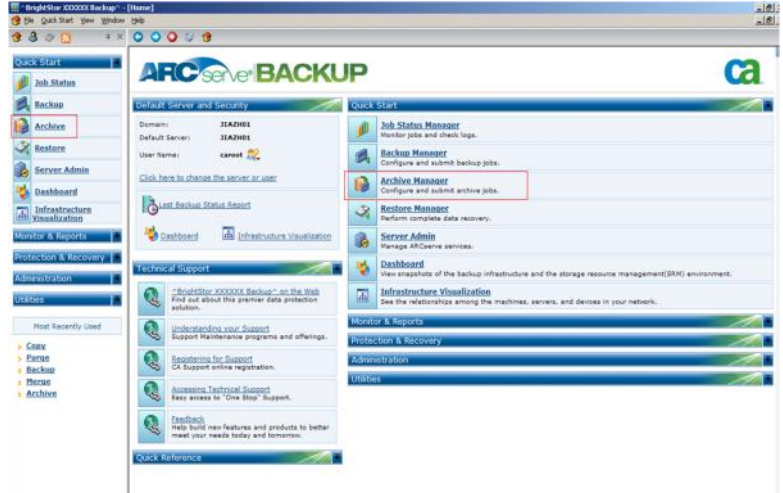 ^BrightStor XXXXXX Backup^ - [Home]
File Quick Start View Window Help
Quick Start
Job Status
Backup
Archive
Restore
Server Admin
Dashboard
Infrastructure
Visualization
Monitor & Reports
Protection & Recovery
Administration
Utilities
Most Recently Used
Copy
Purge
Backup
Merge
Archive
ARCserve® BACKUP
ca
Default Server and Security
Domain: JIAZH01
Default Server: JIAZH01
User Name: caroot
Click here to change the server or user
Last Backup Status Report
Dashboard
Infrastructure Visualization
Technical Support
^BrightStor XXXXXX Backup^ on the Web
Find out about this premier data protection
solution.
Understanding your Support
Support Maintenance programs and offerings.
Registering for Support
CA Support online registration.
Accessing Technical Support
Easy access to "One Stop" Support.
Feedback
Help build new features and products to better
meet your needs today and tomorrow.
Quick Reference
Quick Start
Job Status Manager
Monitor jobs and check logs.
Backup Manager
Configure and submit backup jobs.
Archive Manager
Configure and submit archive jobs.
Restore Manager
Perform complete data recovery.
Server Admin
Manage ARCserve services.
Dashboard
View snapshots of the backup infrastructure and the storage resource management(SRM) environment.
Infrastructure Visualization
See the relationships among the machines, servers, and devices in your network.
Monitor & Reports
Protection & Recovery
Administration
Utilities